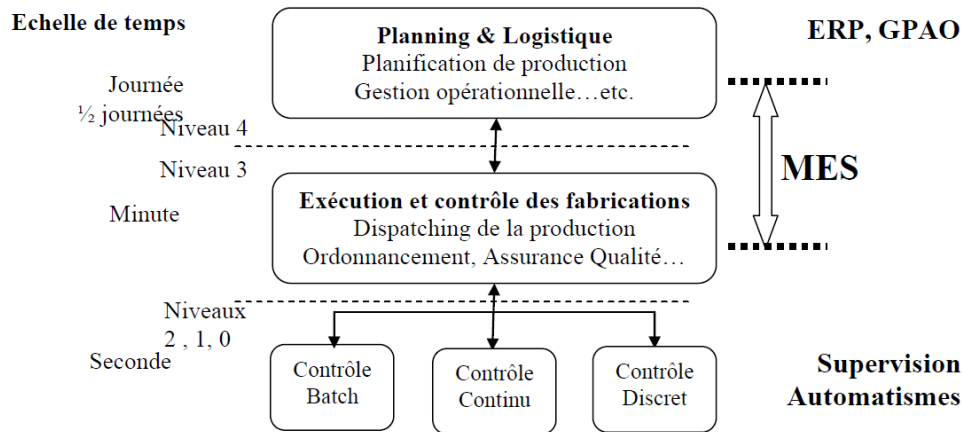 Echelle de temps
Planning & Logistique
Planification de production
Gestion opérationnelle…etc.
ERP, GPAO
Journée
½ journées
Niveau 4
Niveau 3
MES
Minute
Exécution et contrôle des fabrications
Dispatching de la production
Ordonnancement, Assurance Qualité…
Niveaux
2 , 1, 0
Seconde
Contrôle
Batch
Contrôle
Continu
Contrôle
Discret
Supervision
Automatismes